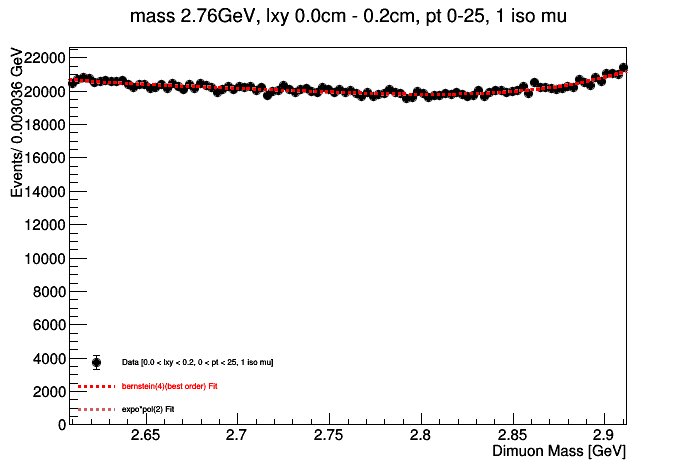 mass 2.76GeV, lxy 0.0cm - 0.2cm, pt 0-25, 1 iso mu
Events/ 0.003036 GeV
22000
20000
18000
16000
14000
12000
10000
8000
6000
4000
2000
0
Data [0.0 < lxy < 0.2, 0 < pt < 25, 1 iso mu]
bernstein(4)(best order) Fit
expo*pol(2) Fit
2.65 2.7 2.75 2.8 2.85 2.9
Dimuon Mass [GeV]